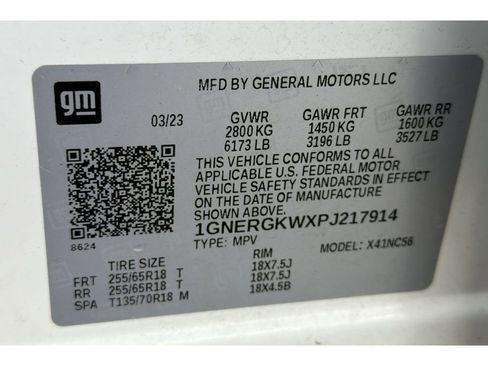 gm
MFD BY GENERAL MOTORS LLC
03/23 GVWR GAWR FRT GAWR RR
2800 KG 1450 KG 1600 KG
6173 LB 3196 LB 3527 LB
THIS VEHICLE CONFORMS TO ALL
APPLICABLE U.S. FEDERAL MOTOR
VEHICLE SAFETY STANDARDS IN EFFECT
ON THE DATE OF MANUFACTURE
SHOWN ABOVE.
8624
1GNERGKWXPJ217914
TYPE: MPV MODEL: X41NC56
TIRE SIZE RIM
FRT 255/65R18 T 18X7.5J
RR 255/65R18 T 18X7.5J
SPA T135/70R18 M 18X4.5B